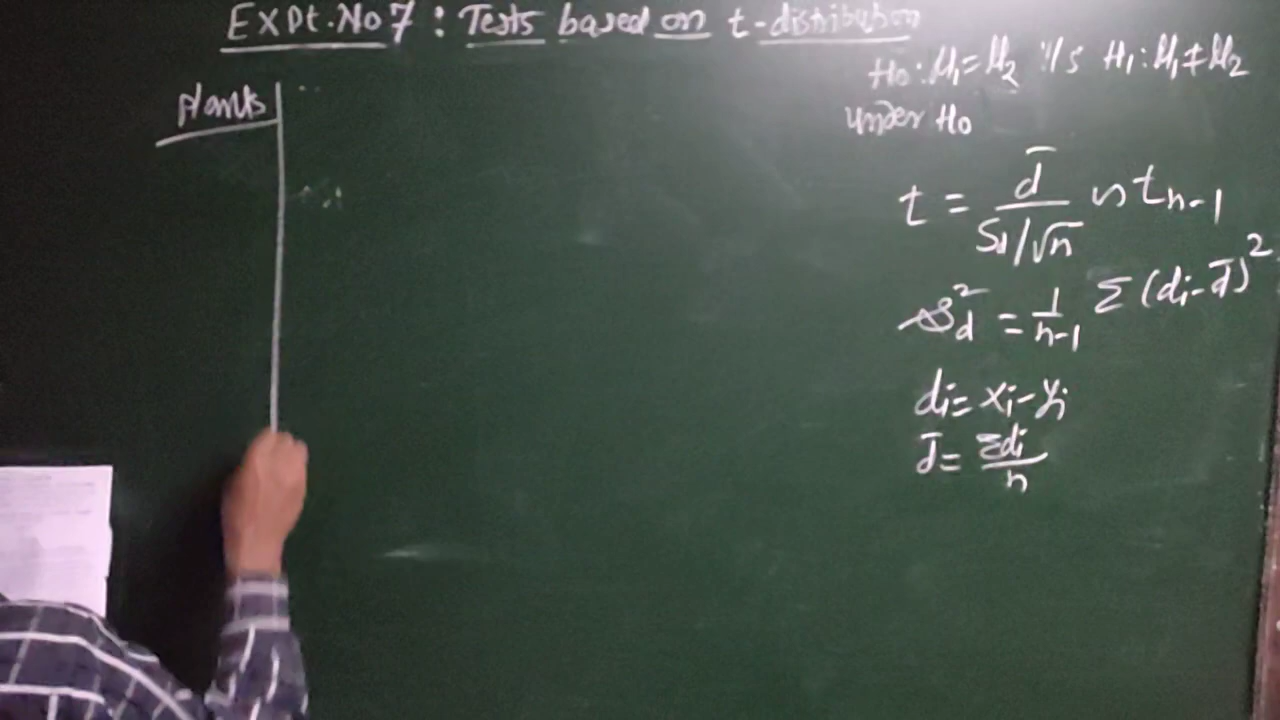 Expt. No 7 : Tests based on t-distribution
H₀ : μ₁ = μ₂ v/s H₁ : μ₁ ≠ μ₂
under H₀
plants
t = d̄ / (Sd/√n) ~ tn-1
Sd² = 1/(n-1) Σ (di - d̄)²
di = xi - yi
d̄ = Σdi / n